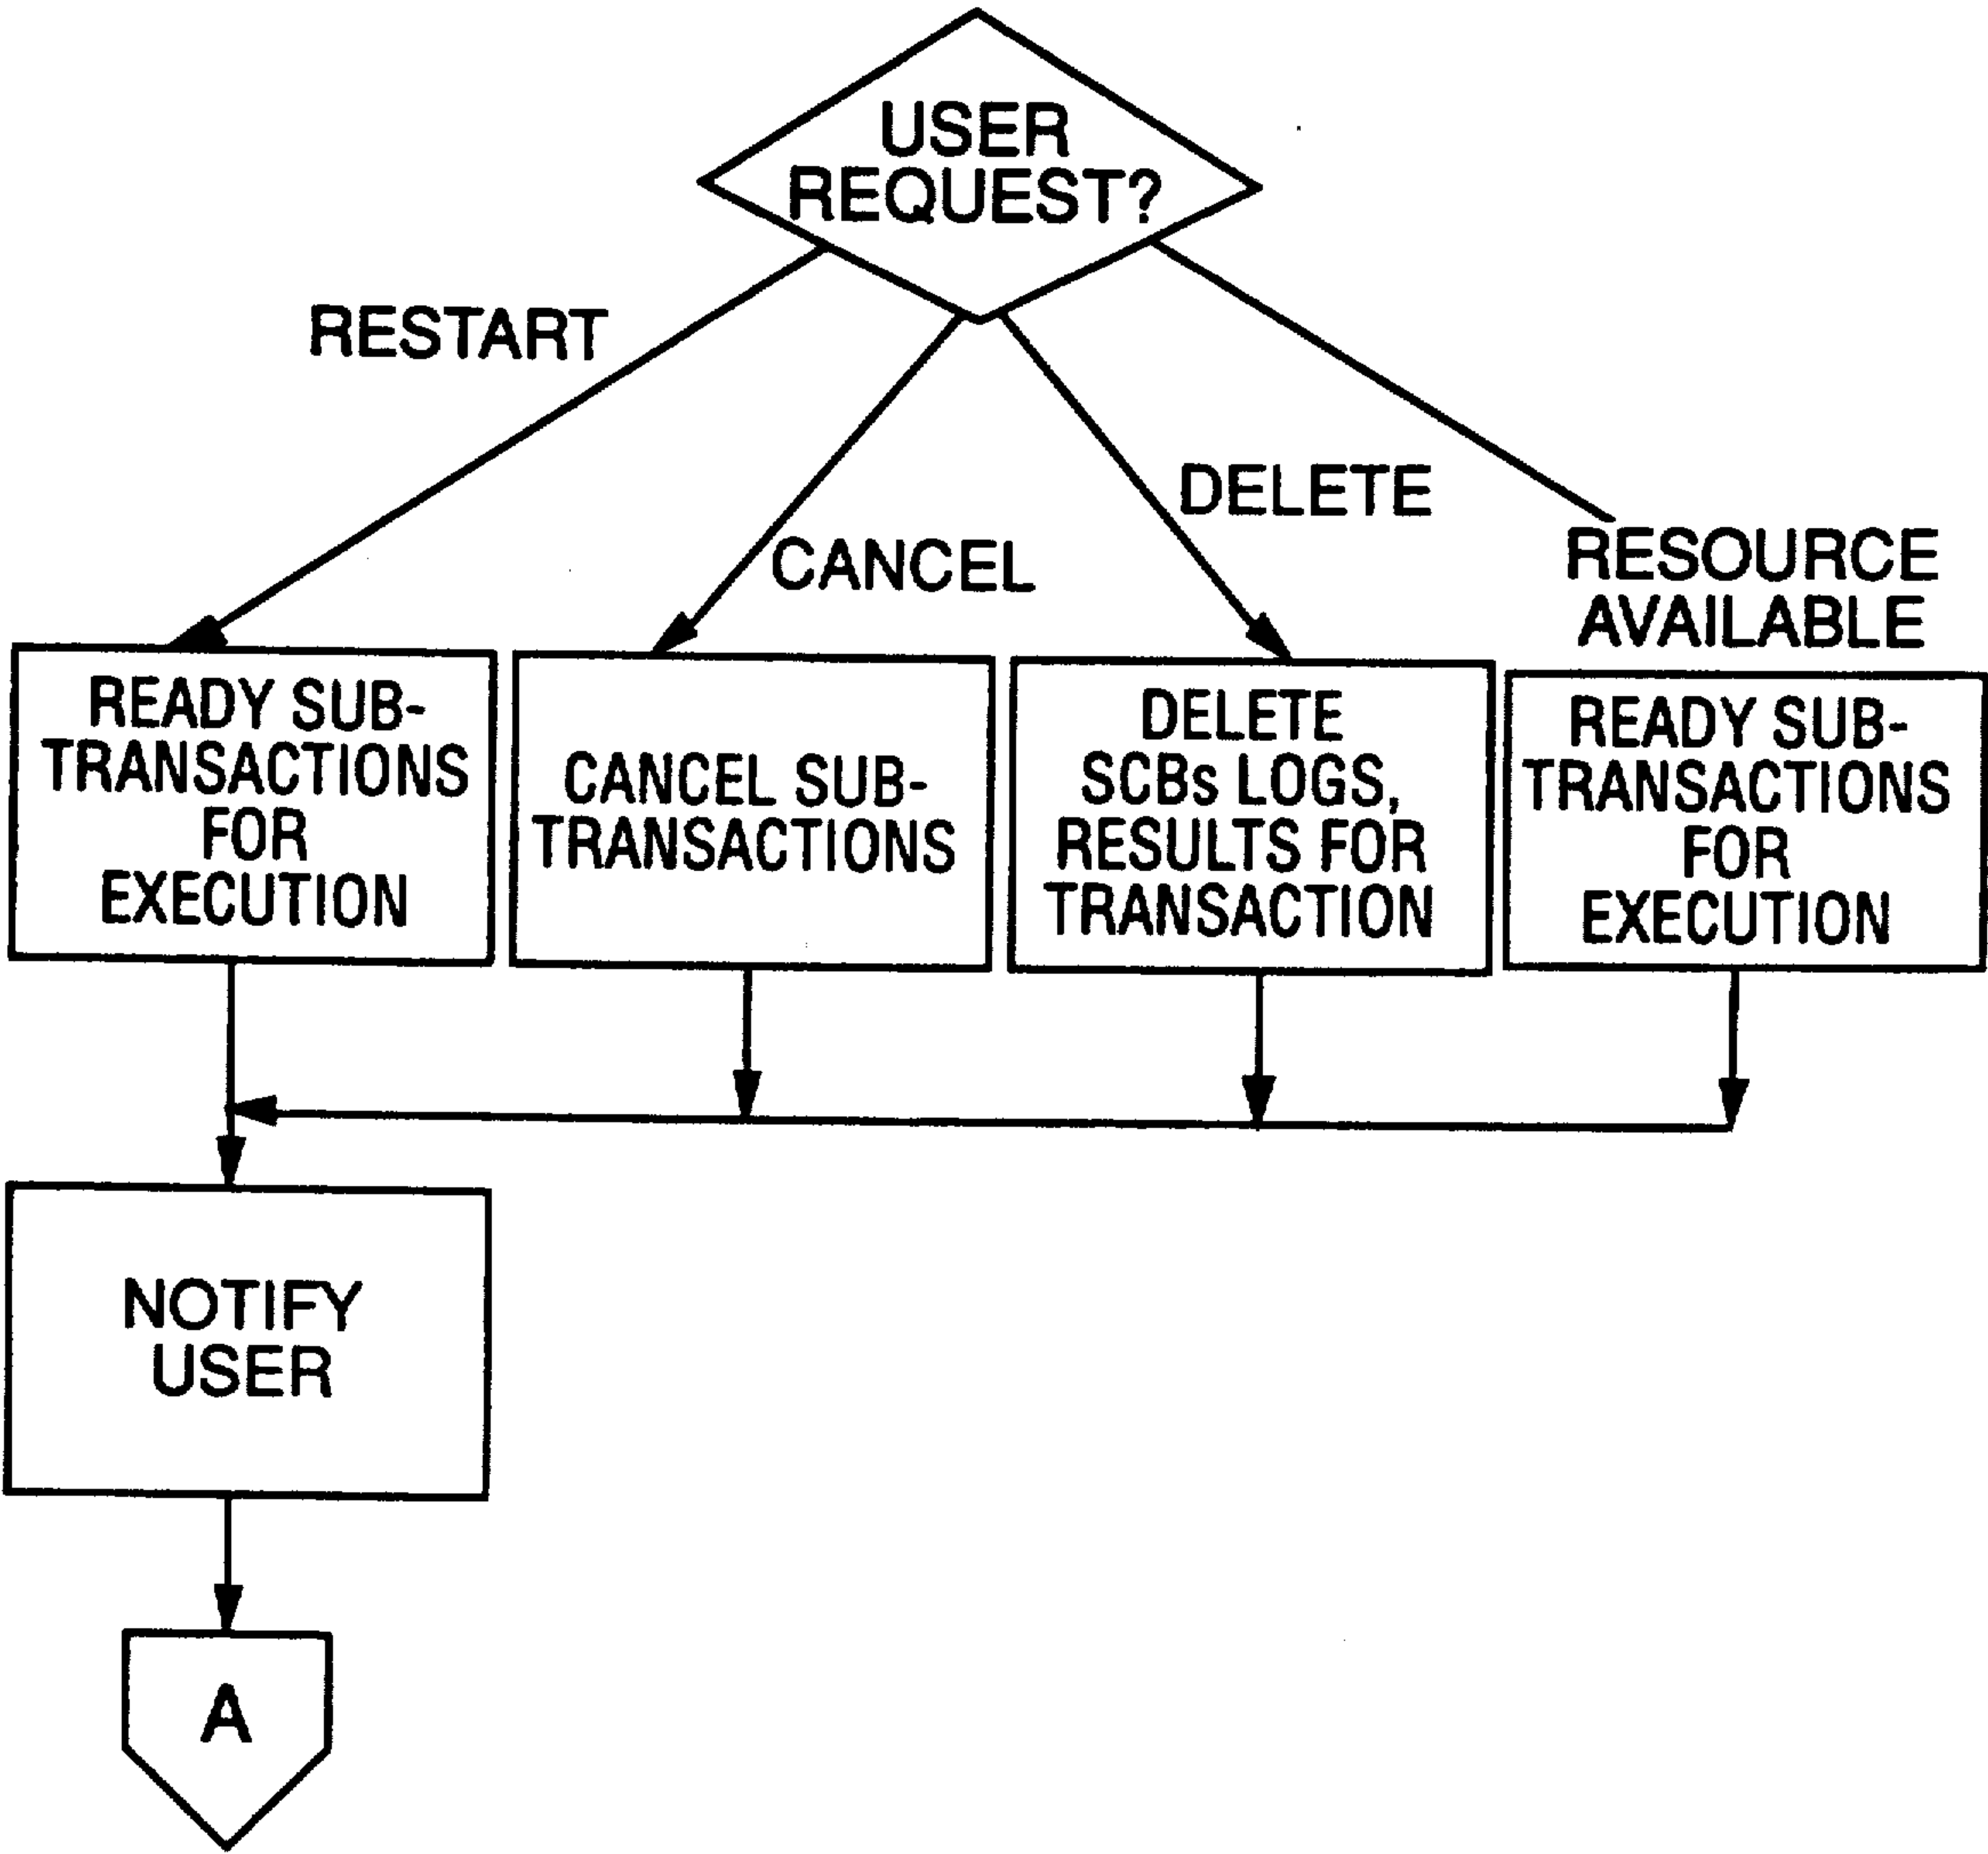 USER
REQUEST?
RESTART
CANCEL
DELETE
RESOURCE
AVAILABLE
READY SUB-
TRANSACTIONS
FOR
EXECUTION
CANCEL SUB-
TRANSACTIONS
DELETE
SCBs LOGS,
RESULTS FOR
TRANSACTION
READY SUB-
TRANSACTIONS
FOR
EXECUTION
NOTIFY
USER
A